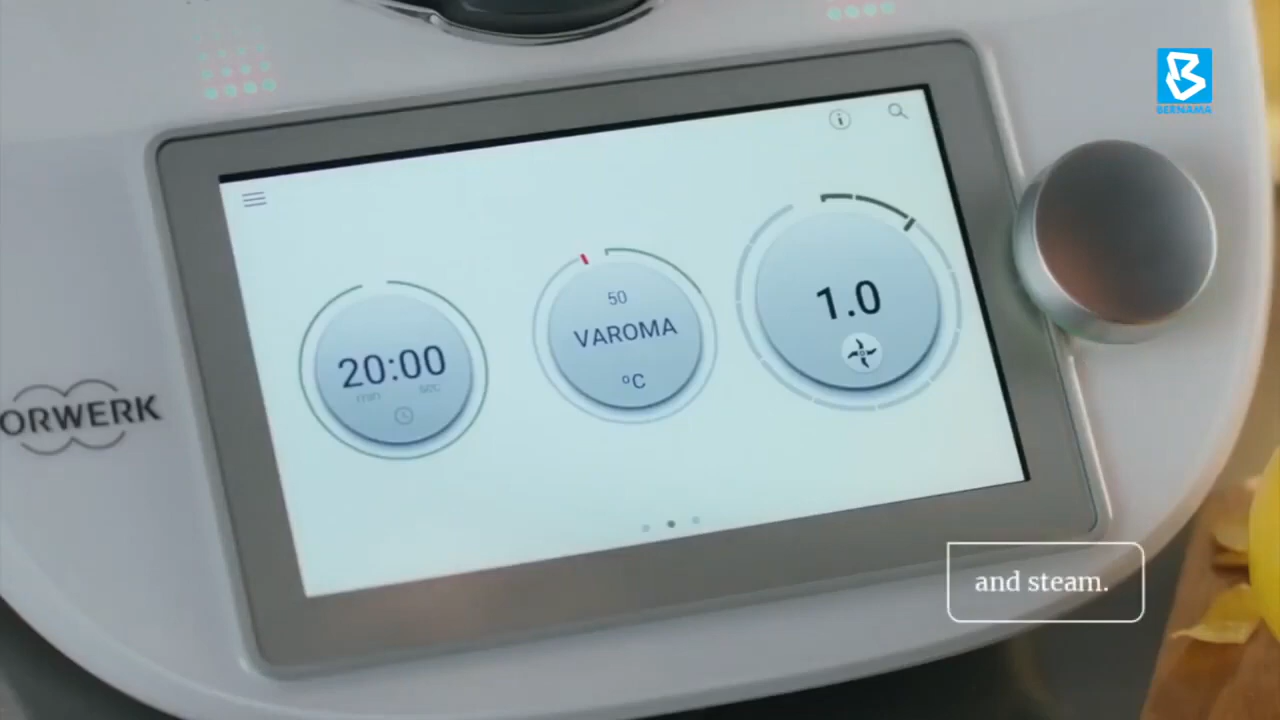 BERNAMA
20:00
min sec
50
VAROMA
°C
1.0
ORWERK
and steam.